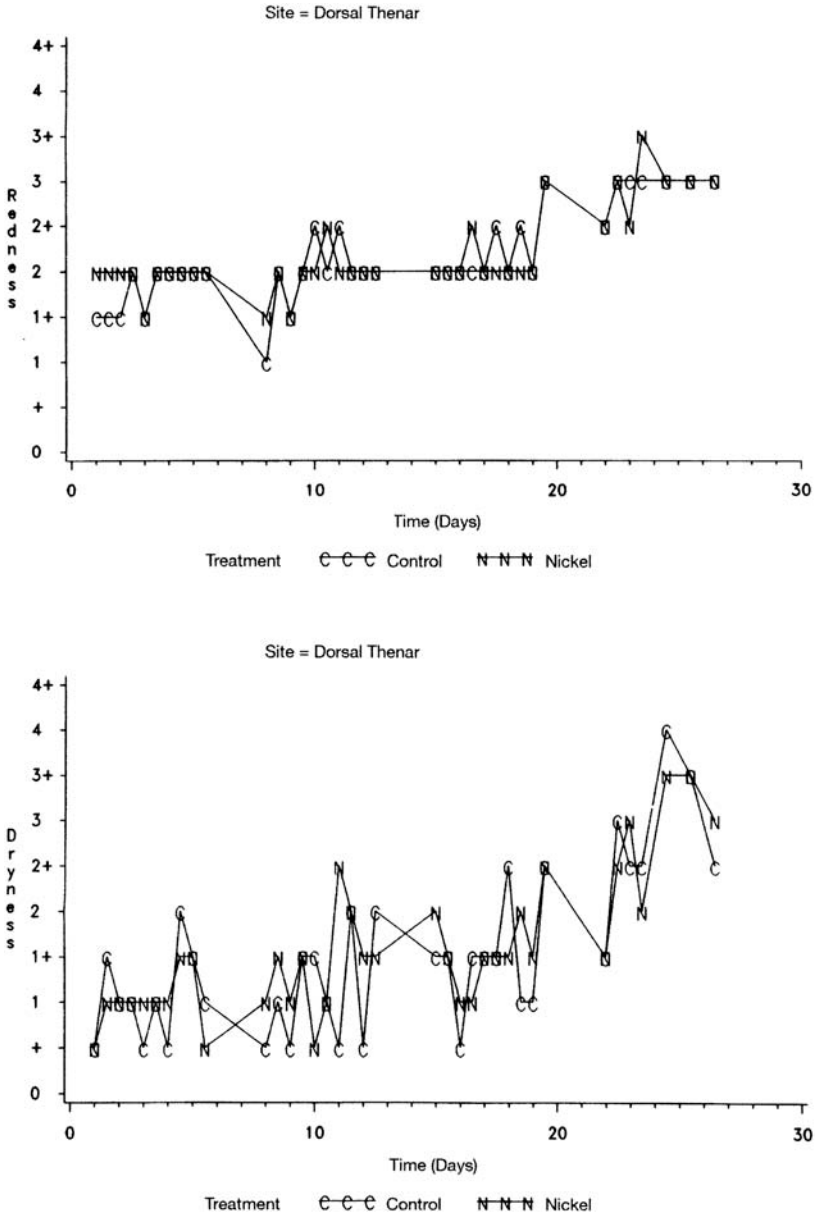 Site = Dorsal Thenar
4+
4
3+
3
2+
2
1+
1
+
0
Redness
0 10 20 30
Time (Days)
Treatment C C C Control N N N Nickel
Site = Dorsal Thenar
4+
4
3+
3
2+
2
1+
1
+
0
Dryness
0 10 20 30
Time (Days)
Treatment C C C Control N N N Nickel